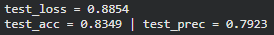 test_loss = 0.8854
test_acc = 0.8349 | test_prec = 0.7923